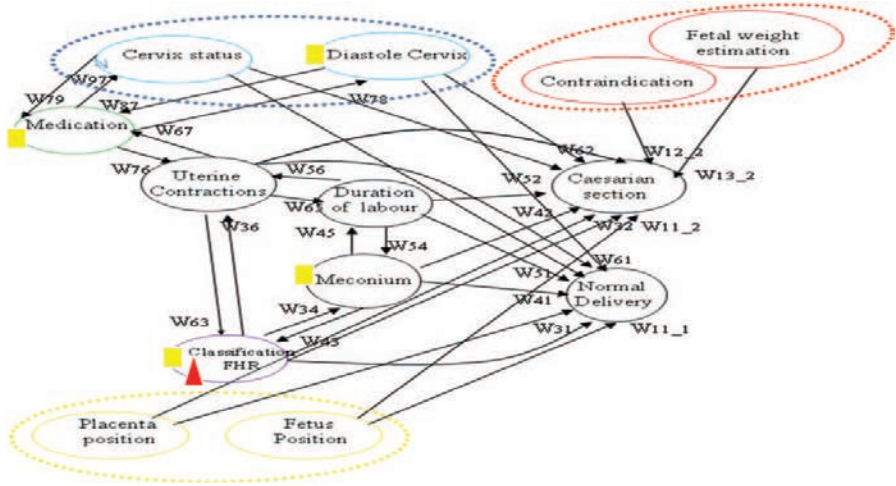 Fetal weight
estimation
Cervix status
Diastole Cervix
Contraindication
W97
W79
W87
W78
Medication
W67
W62
W12_2
W76
W56
W52
W13_2
Uterine
Contractions
Duration
of labour
Caesarian
section
W65
W42
W36
W45
W32
W11_2
W54
W61
W51
Meconium
Normal
Delivery
W34
W41
W63
W43
W31
W11_1
Classification
FHR
Placenta
position
Fetus
Position